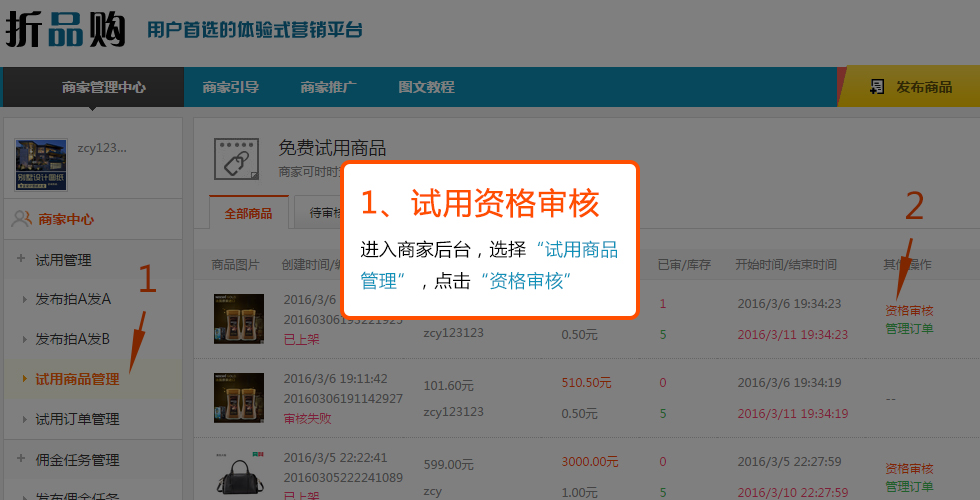 折品购 用户首选的体验式营销平台
商家管理中心 商家引导 商家推广 图文教程 发布商品
zcy123...
别墅设计图纸
商家中心
试用管理
发布拍A发A
发布拍A发B
试用商品管理
试用订单管理
佣金任务管理
发布佣金任务
1
免费试用商品
商家可时时
全部商品 待审核
1、试用资格审核
进入商家后台，选择“试用商品
管理”，点击“资格审核”
2
商品图片 创建时间/ 已审/库存 开始时间/结束时间 其他操作
2016/3/6 1 2016/3/6 19:34:23 资格审核
20160306193221925
已上架 zcy123123 0.50元 5 2016/3/11 19:34:23 管理订单
2016/3/6 19:11:42 101.60元 510.50元 0 2016/3/6 19:34:19
20160306191142927 --
审核失败 zcy123123 0.50元 5 2016/3/11 19:34:19
2016/3/5 22:22:41 599.00元 3000.00元 0 2016/3/5 22:27:59 资格审核
20160305222241089
已上架 zcy 1.00元 5 2016/3/10 22:27:59 管理订单